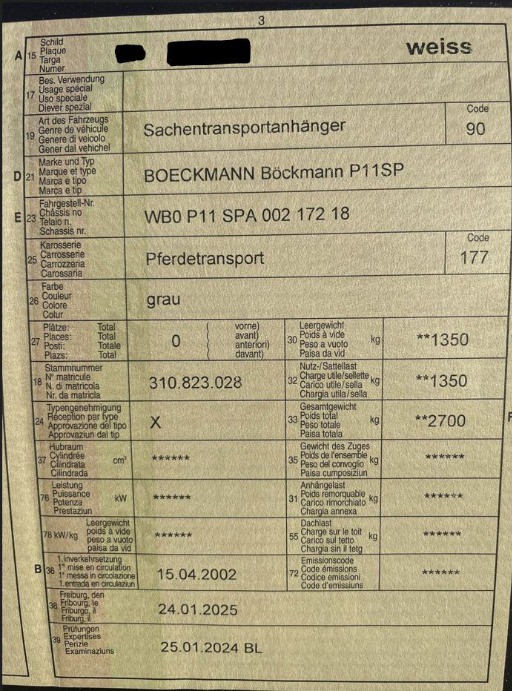 3
A 15 Schild
Plaque
Targa
Numer
weiss
17 Bes. Verwendung
Usage spécial
Uso speciale
Diever spezial
19 Art des Fahrzeugs
Genre de véhicule
Genere di veicolo
Gener dal vehichel
Sachentransportanhänger
Code
90
D 21 Marke und Typ
Marque et type
Marca e tipo
Marca e tip
BOECKMANN Böckmann P11SP
E 23 Fahrgestell-Nr.
Châssis no
Telaio n.
Schassis nr.
WB0 P11 SPA 002 172 18
25 Karosserie
Carrosserie
Carrozzeria
Carossaria
Pferdetransport
Code
177
26 Farbe
Couleur
Colore
Colur
grau
27 Plätze: Total
Places: Total
Posti: Totale
Plazs: Total
0
( vorne)
( avant)
( anteriori)
( davant)
30 Leergewicht
Poids à vide
Peso a vuoto
Paisa da vid
kg
**1350
18 Stammnummer
N° matricule
N. di matricola
Nr. da matricla
310.823.028
32 Nutz-/Sattellast
Charge utile/sellette
Carico utile/sella
Chargia utila/sella
kg
**1350
24 Typengenehmigung
Réception par type
Approvazione del tipo
Approvaziun dal tip
X
33 Gesamtgewicht
Poids total
Peso totale
Paisa totala
kg
**2700
37 Hubraum
Cylindrée
Cilindrata
Cilindrada
cm³
******
35 Gewicht des Zuges
Poids de l'ensemble
Peso del convoglio
Paisa cumposiziun
kg
******
76 Leistung
Puissance
Potenza
Prestaziun
kW
******
31 Anhängelast
Poids remorquable
Carico rimorchiato
Chargia annexa
kg
******
78 kW/kg
Leergewicht
poids à vide
peso a vuoto
paisa da vid
******
55 Dachlast
Charge sur le toit
Carico sul tetto
Chargia sin il tetg
kg
******
B 36 1. Inverkehrsetzung
1re mise en circulation
1a messa in circolazione
1. entrada en circulaziun
15.04.2002
72 Emissionscode
Code émissions
Codice emissioni
Code d'emissiuns
******
38 Freiburg, den
Fribourg, le
Friburgo, il
Friburg, il
24.01.2025
39 Prüfungen
Expertises
Perizie
Examinaziuns
25.01.2024 BL